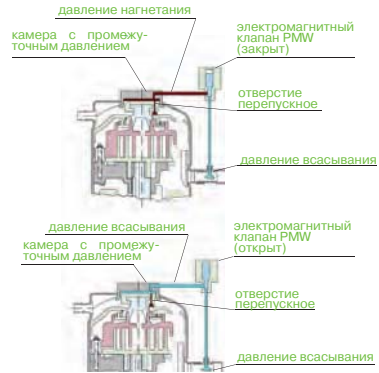 давление нагнетания
электромагнитный
клапан PMW
(закрыт)
камера с промежу-
точным давлением
отверстие
перепускное
давление всасывания
давление всасывания
электромагнитный
клапан PMW
(открыт)
камера с промежу-
точным давлением
отверстие
перепускное
давление всасывания